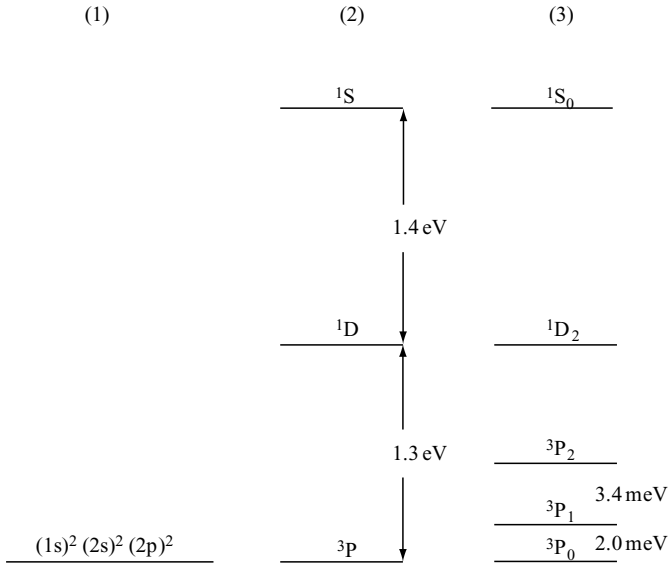 (1) (2) (3)
¹S ¹S₀
1.4 eV
¹D ¹D₂
1.3 eV ³P₂
3.4 meV
³P₁
(1s)² (2s)² (2p)² ³P ³P₀ 2.0 meV